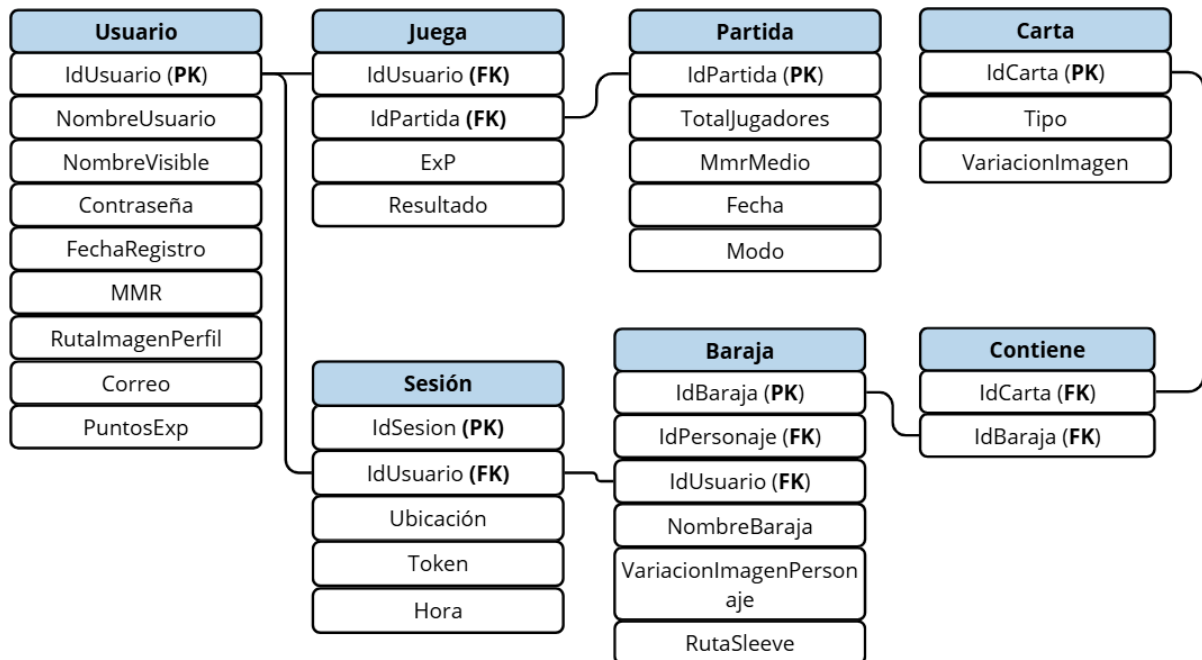 Usuario
IdUsuario (PK)
NombreUsuario
NombreVisible
Contraseña
FechaRegistro
MMR
RutaImagenPerfil
Correo
PuntosExp
Juega
IdUsuario (FK)
IdPartida (FK)
ExP
Resultado
Partida
IdPartida (PK)
TotalJugadores
MmrMedio
Fecha
Modo
Carta
IdCarta (PK)
Tipo
VariacionImagen
Sesión
IdSesion (PK)
IdUsuario (FK)
Ubicación
Token
Hora
Baraja
IdBaraja (PK)
IdPersonaje (FK)
IdUsuario (FK)
NombreBaraja
VariacionImagenPerson
aje
RutaSleeve
Contiene
IdCarta (FK)
IdBaraja (FK)